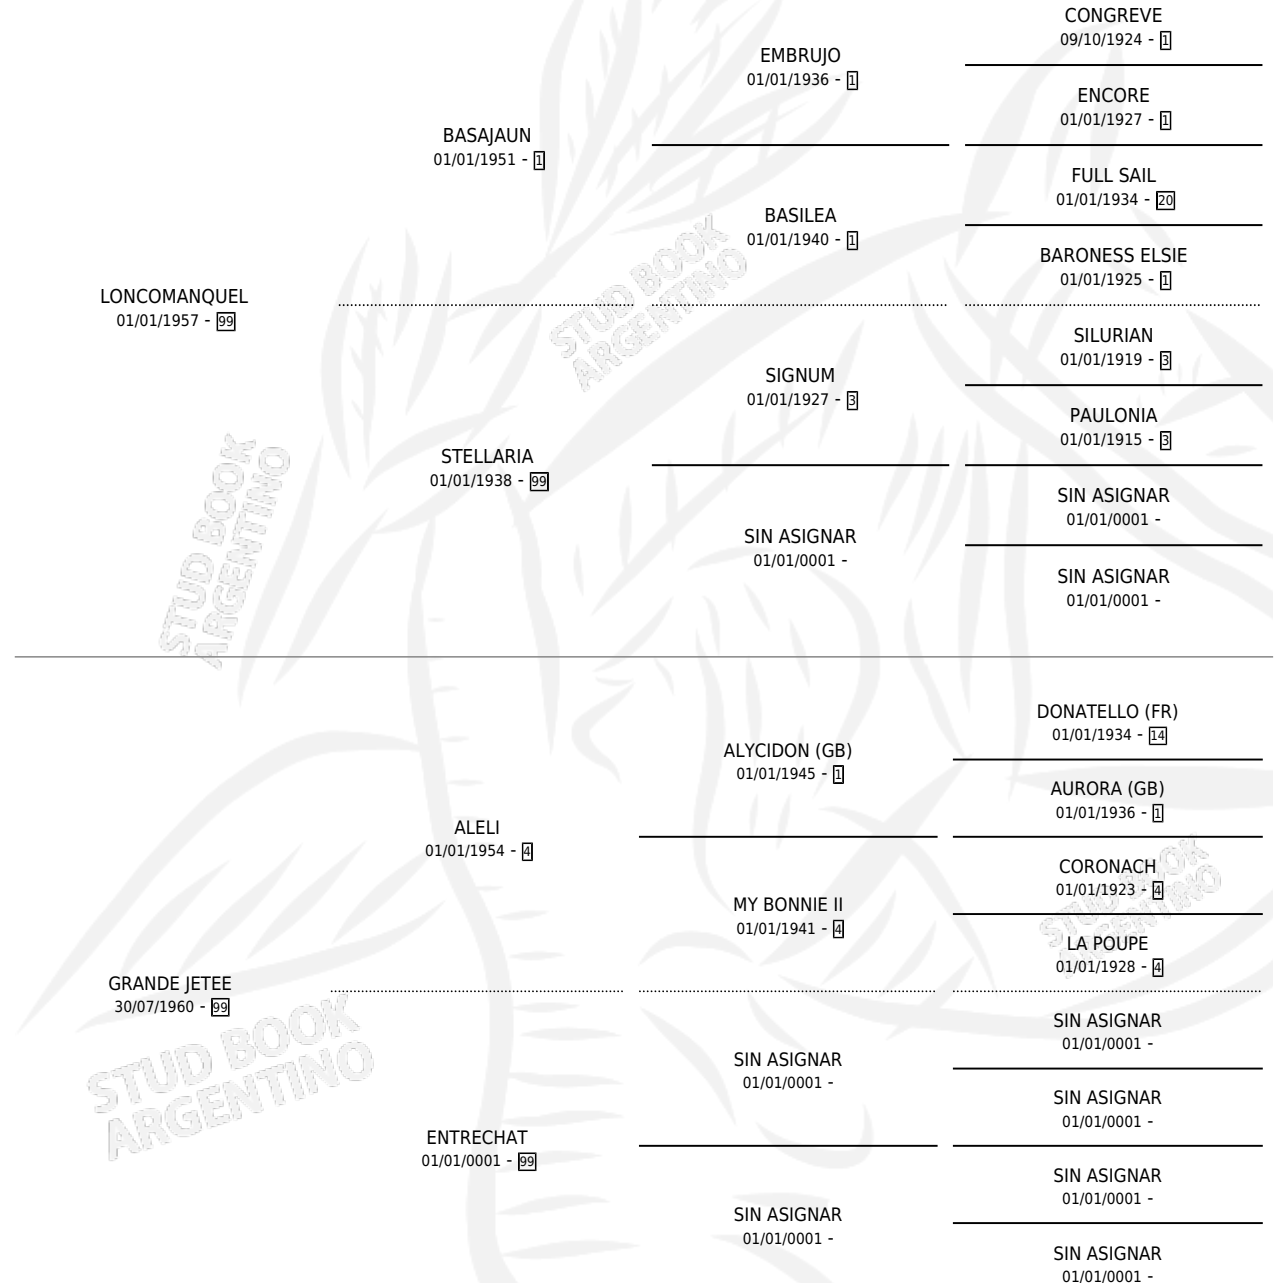 CONGREVE
09/10/1924 - 1
EMBRUJO
01/01/1936 - 1
ENCORE
01/01/1927 - 1
BASAJAUN
01/01/1951 - 1
FULL SAIL
01/01/1934 - 20
BASILEA
01/01/1940 - 1
BARONESS ELSIE
01/01/1925 - 1
LONCOMANQUEL
01/01/1957 - 99
SILURIAN
01/01/1919 - 3
SIGNUM
01/01/1927 - 3
PAULONIA
01/01/1915 - 3
STELLARIA
01/01/1938 - 99
SIN ASIGNAR
01/01/0001 -
SIN ASIGNAR
01/01/0001 -
SIN ASIGNAR
01/01/0001 -
STUD BOOK
ARGENTINO
STUD BOOK
ARGENTINO
DONATELLO (FR)
01/01/1934 - 14
ALYCIDON (GB)
01/01/1945 - 1
AURORA (GB)
01/01/1936 - 1
ALELI
01/01/1954 - 4
CORONACH
01/01/1923 - 4
MY BONNIE II
01/01/1941 - 4
LA POUPE
01/01/1928 - 4
GRANDE JETEE
30/07/1960 - 99
SIN ASIGNAR
01/01/0001 -
SIN ASIGNAR
01/01/0001 -
SIN ASIGNAR
01/01/0001 -
ENTRECHAT
01/01/0001 - 99
SIN ASIGNAR
01/01/0001 -
SIN ASIGNAR
01/01/0001 -
SIN ASIGNAR
01/01/0001 -
STUD BOOK
ARGENTINO
STUD BOOK
ARGENTINO